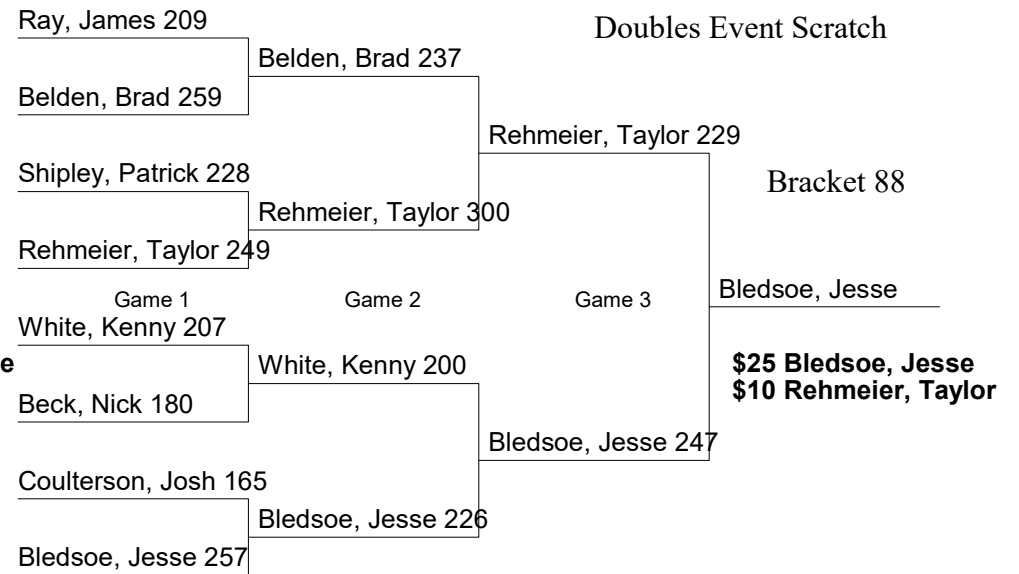 Ray, James 209
Doubles Event Scratch
Belden, Brad 237
Belden, Brad 259
Rehmeier, Taylor 229
Shipley, Patrick 228
Bracket 88
Rehmeier, Taylor 300
Rehmeier, Taylor 249
Game 1
Game 2
Game 3
Bledsoe, Jesse
White, Kenny 207
e
White, Kenny 200
$25 Bledsoe, Jesse
$10 Rehmeier, Taylor
Beck, Nick 180
Bledsoe, Jesse 247
Coulterson, Josh 165
Bledsoe, Jesse 226
Bledsoe, Jesse 257